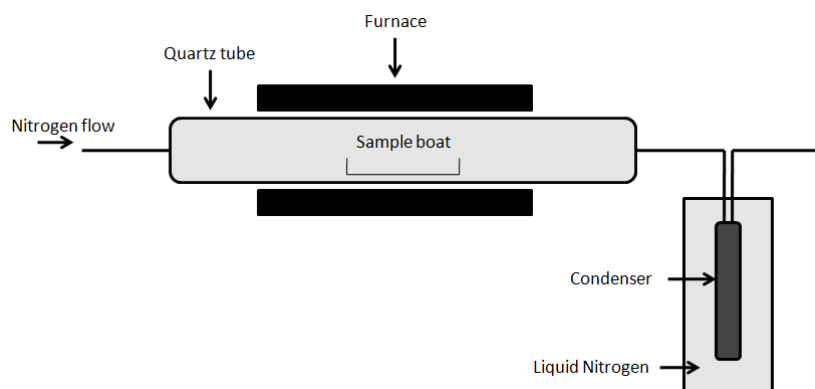 Furnace
Quartz tube
Nitrogen flow
Sample boat
Condenser
Liquid Nitrogen